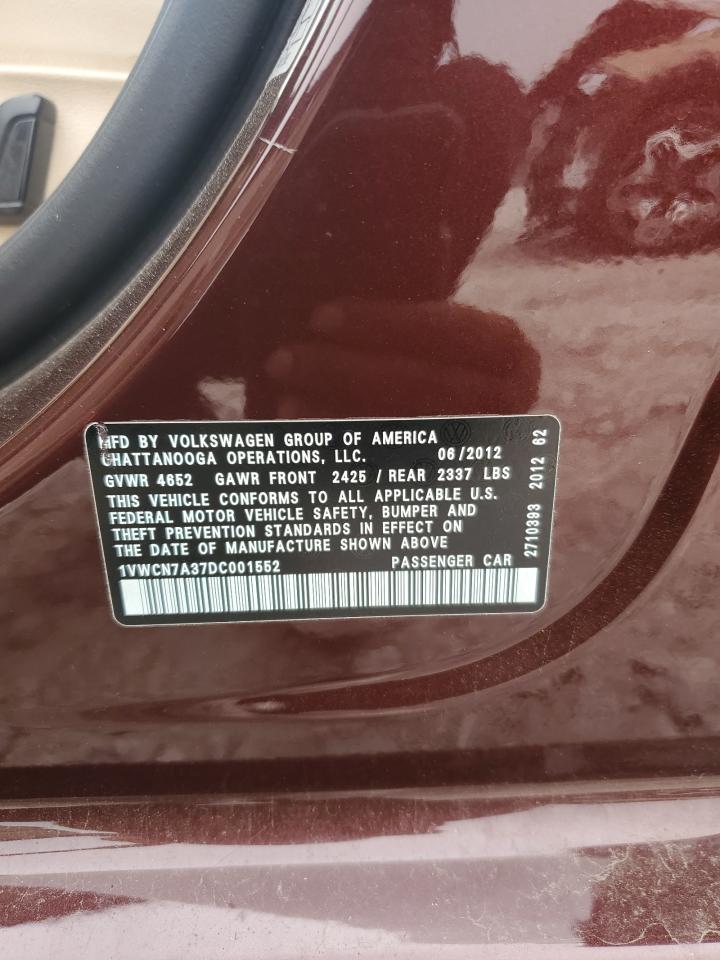 MFD BY VOLKSWAGEN GROUP OF AMERICA
CHATTANOOGA OPERATIONS, LLC. 06/2012
GVWR 4652 GAWR FRONT 2425 / REAR 2337 LBS
THIS VEHICLE CONFORMS TO ALL APPLICABLE U.S.
FEDERAL MOTOR VEHICLE SAFETY, BUMPER AND
THEFT PREVENTION STANDARDS IN EFFECT ON
THE DATE OF MANUFACTURE SHOWN ABOVE
1VWCN7A37DC001552 PASSENGER CAR
2710393 2012 62